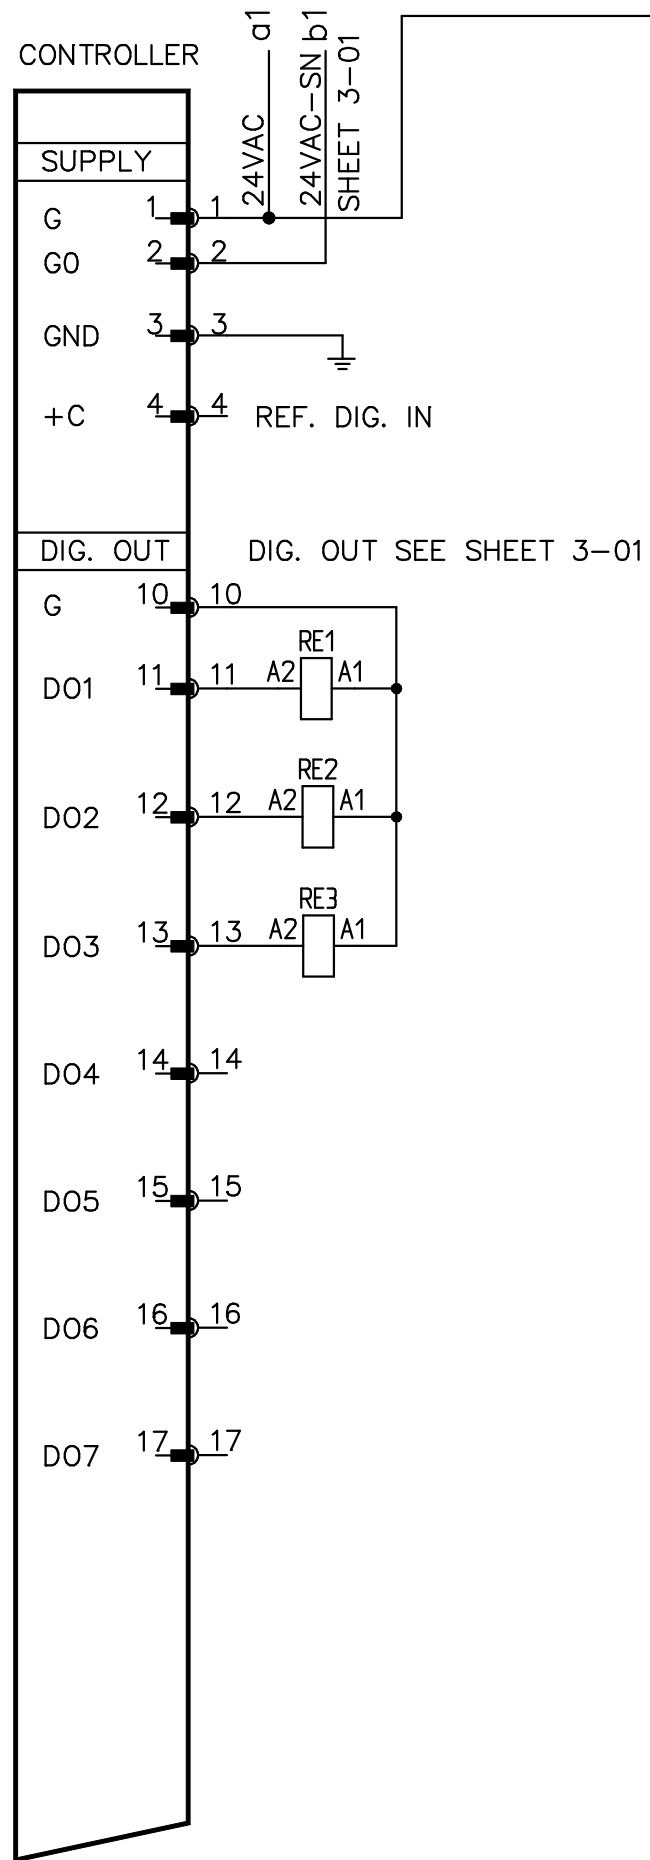 CONTROLLER
24VAC a1
24VAC-SN b1
SHEET 3-01
SUPPLY
G 1 1
G0 2 2
GND 3 3
+C 4 4 REF. DIG. IN
DIG. OUT DIG. OUT SEE SHEET 3-01
G 10 10
RE1
DO1 11 11 A2 A1
RE2
DO2 12 12 A2 A1
RE3
DO3 13 13 A2 A1
DO4 14 14
DO5 15 15
DO6 16 16
DO7 17 17